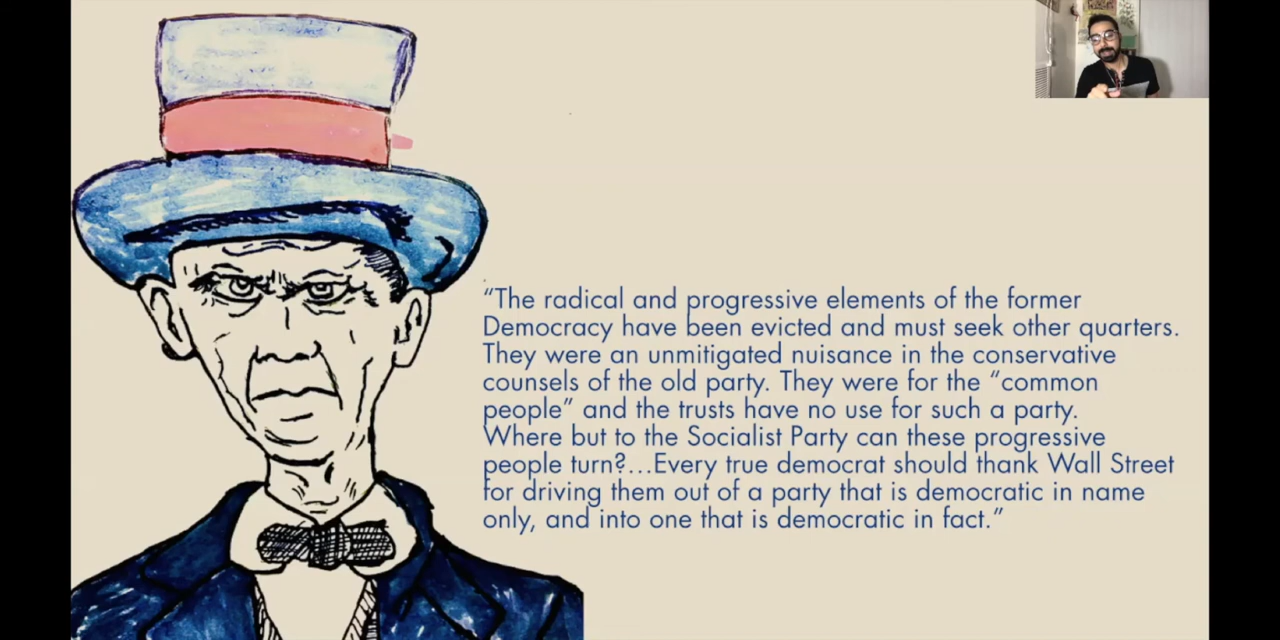 “The radical and progressive elements of the former
Democracy have been evicted and must seek other quarters.
They were an unmitigated nuisance in the conservative
counsels of the old party. They were for the “common
people” and the trusts have no use for such a party.
Where but to the Socialist Party can these progressive
people turn?...Every true democrat should thank Wall Street
for driving them out of a party that is democratic in name
only, and into one that is democratic in fact.”